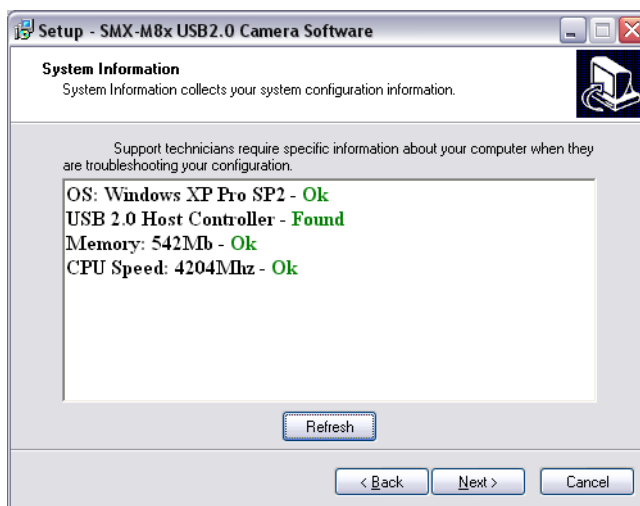 Setup - SMX-M8x USB2.0 Camera Software
System Information
System Information collects your system configuration information.
Support technicians require specific information about your computer when they
are troubleshooting your configuration.
OS: Windows XP Pro SP2 - Ok
USB 2.0 Host Controller - Found
Memory: 542Mb - Ok
CPU Speed: 4204Mhz - Ok
Refresh
< Back
Next >
Cancel